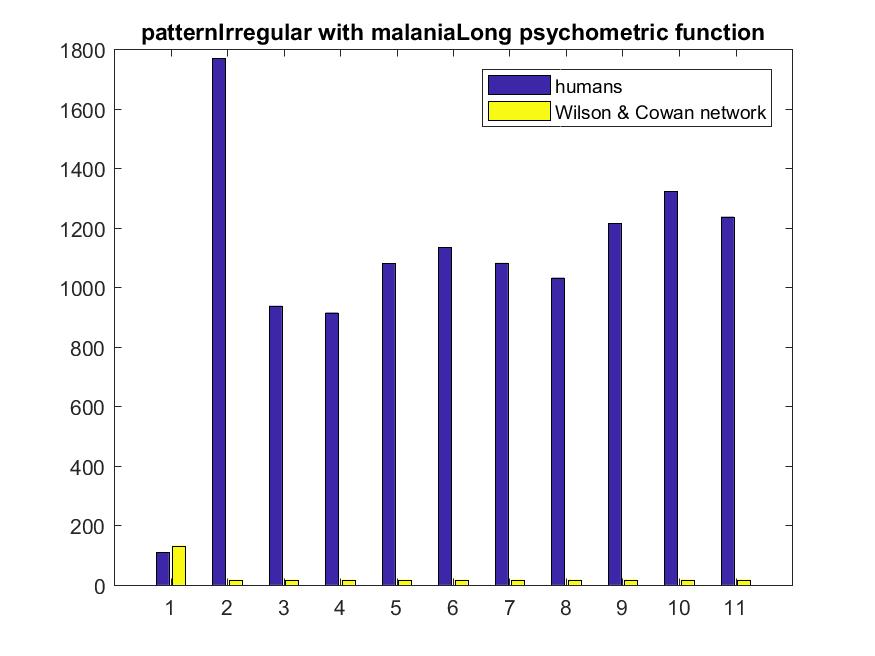 patternIrregular with malaniaLong psychometric function
1800
humans
Wilson & Cowan network
1600
1400
1200
1000
800
600
400
200
0
1 2 3 4 5 6 7 8 9 10 11